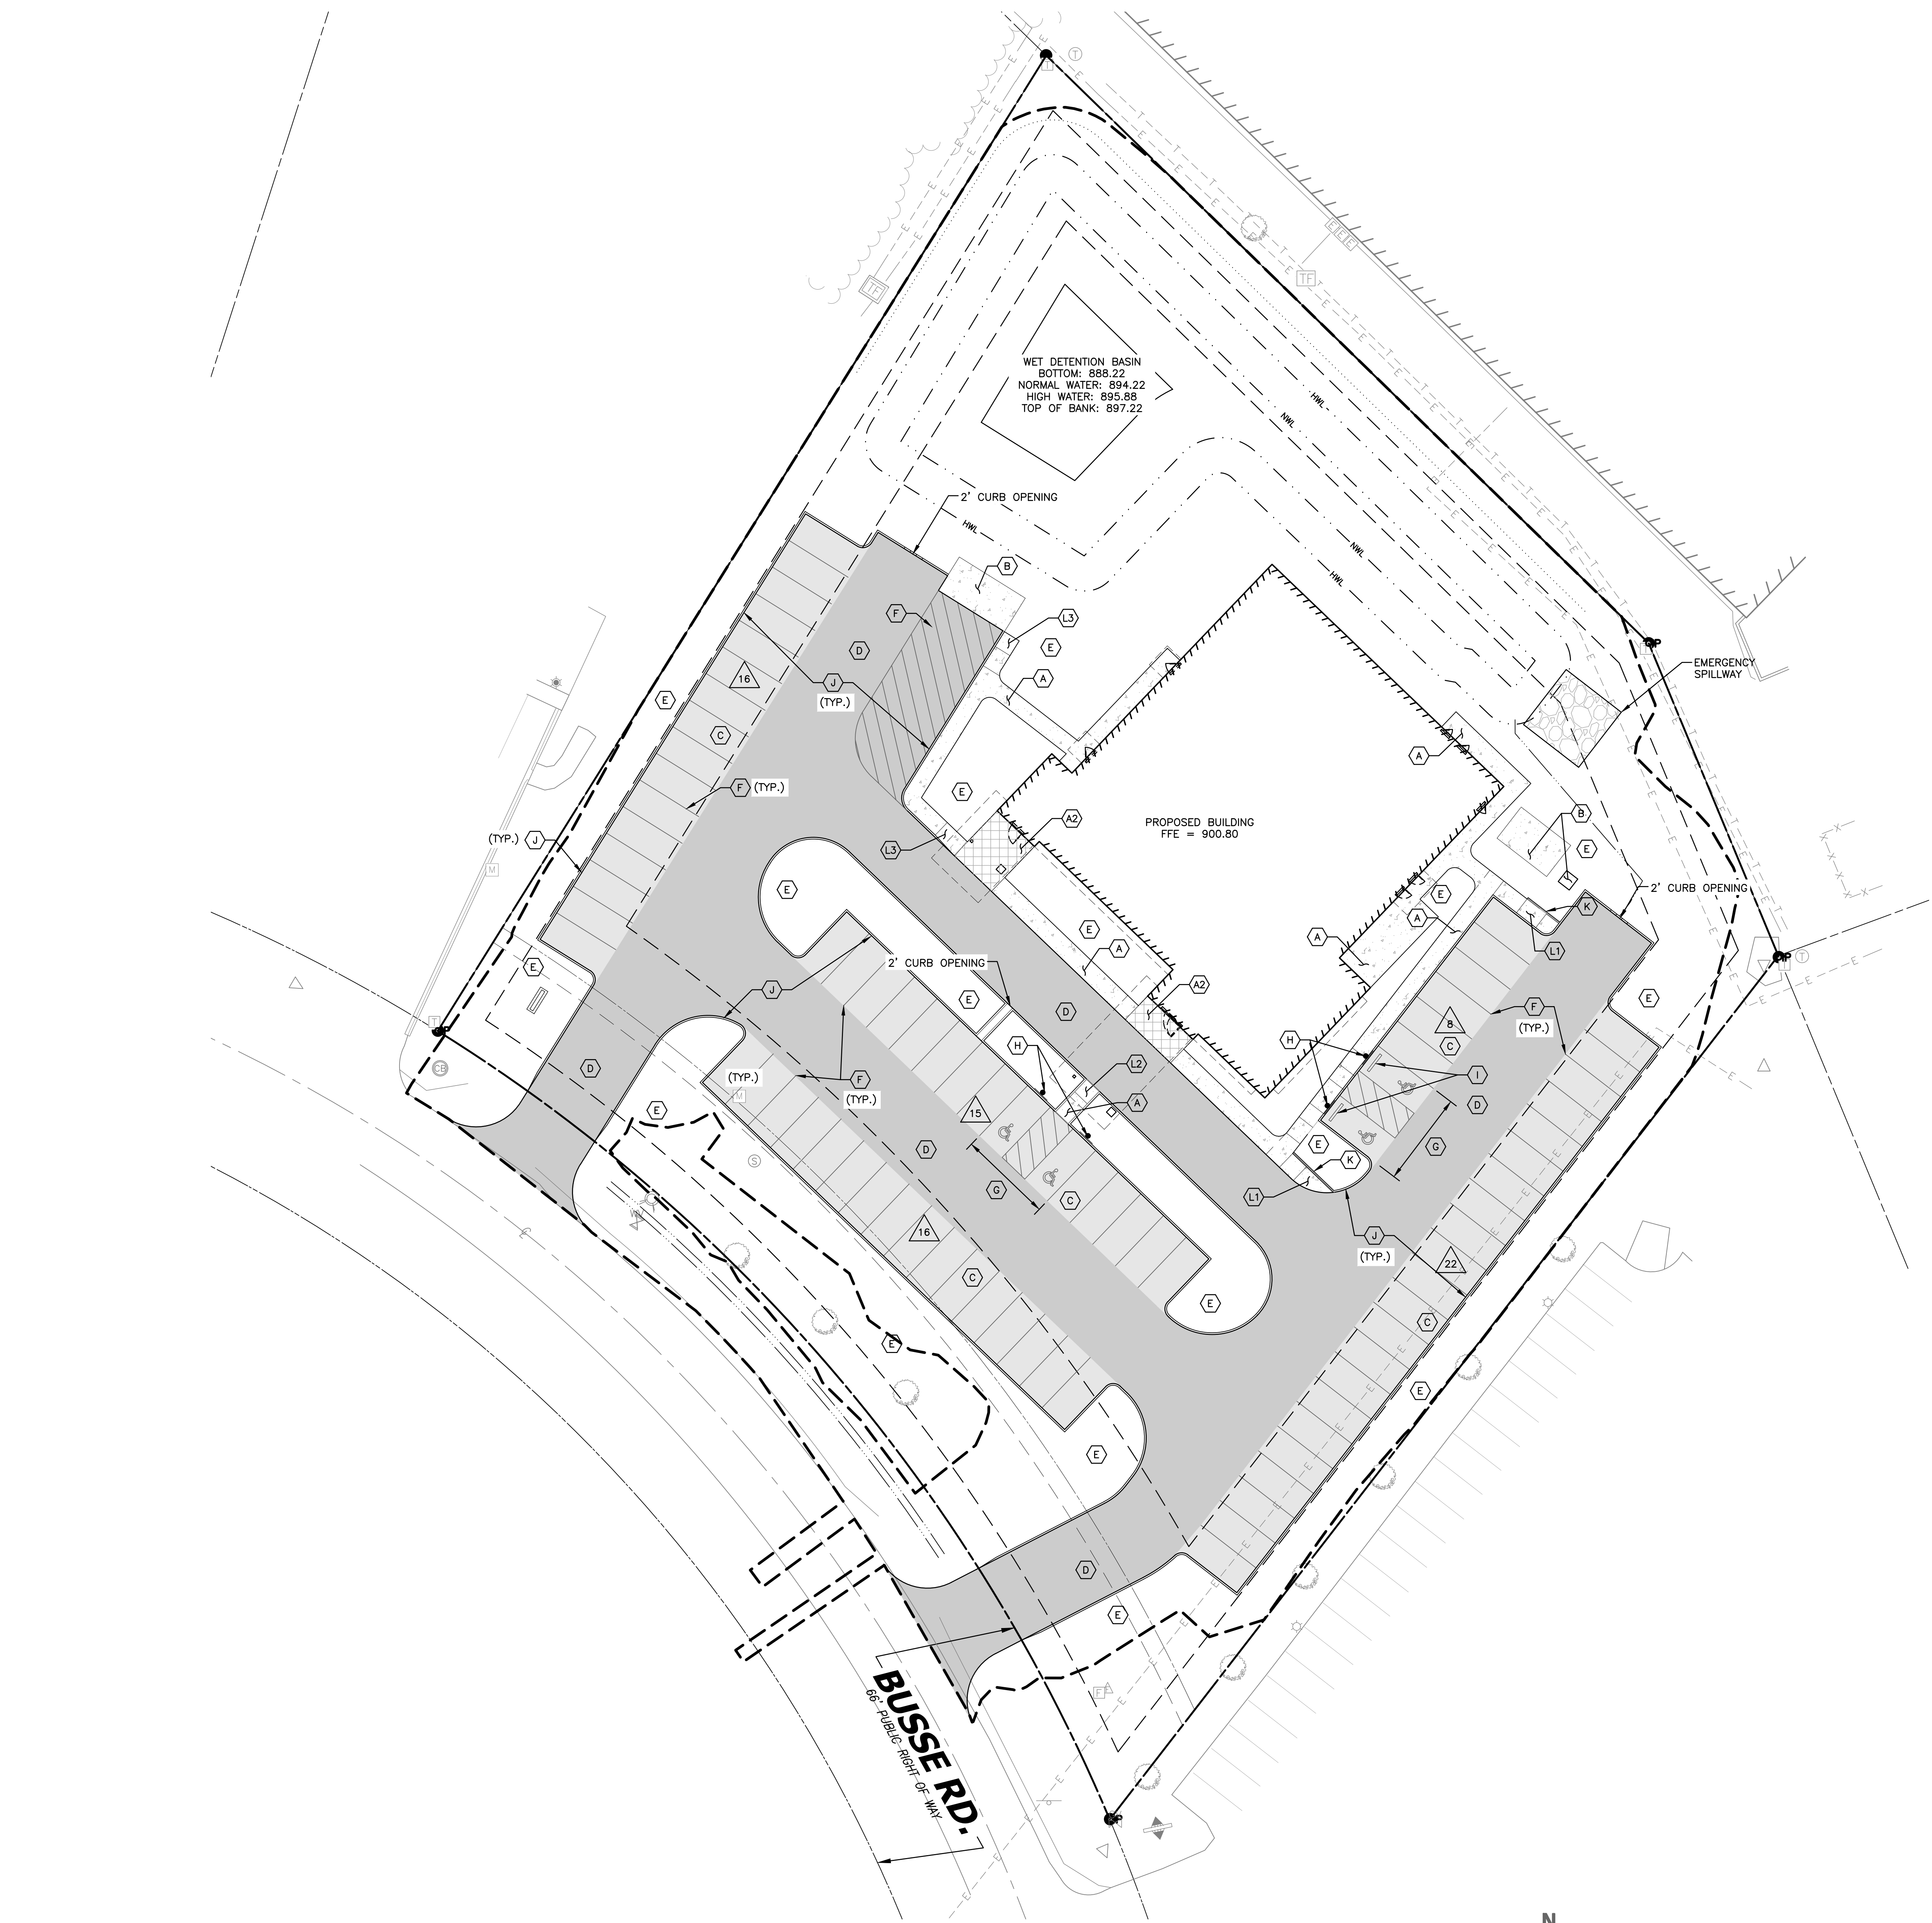 WET DETENTION BASIN
BOTTOM: 888.22
NORMAL WATER: 894.22
HIGH WATER: 895.88
TOP OF BANK: 897.22
HWL
NWL
2' CURB OPENING
HWL
NWL
HWL
B
F
L3
D
E
A
16
J
(TYP.)
E
C
EMERGENCY
SPILLWAY
A
F (TYP.)
E
A2
PROPOSED BUILDING
FFE = 900.80
B
(TYP.) J
L3
E
M
E
2' CURB OPENING
E
K
A
E
A
A
L1
2' CURB OPENING
E
J
E
D
A2
E
F
(TYP.)
8
C
H
H
I
D
L2
A
D
(TYP.)
F
(TYP.)
M
15
E
CB
D
G
C
S
E
K
G
L1
16
C
J
(TYP.)
22
C
E
E
E
E
D
E
BUSSE RD.
66' PUBLIC RIGHT OF WAY
T
TF
TF
E E E
N